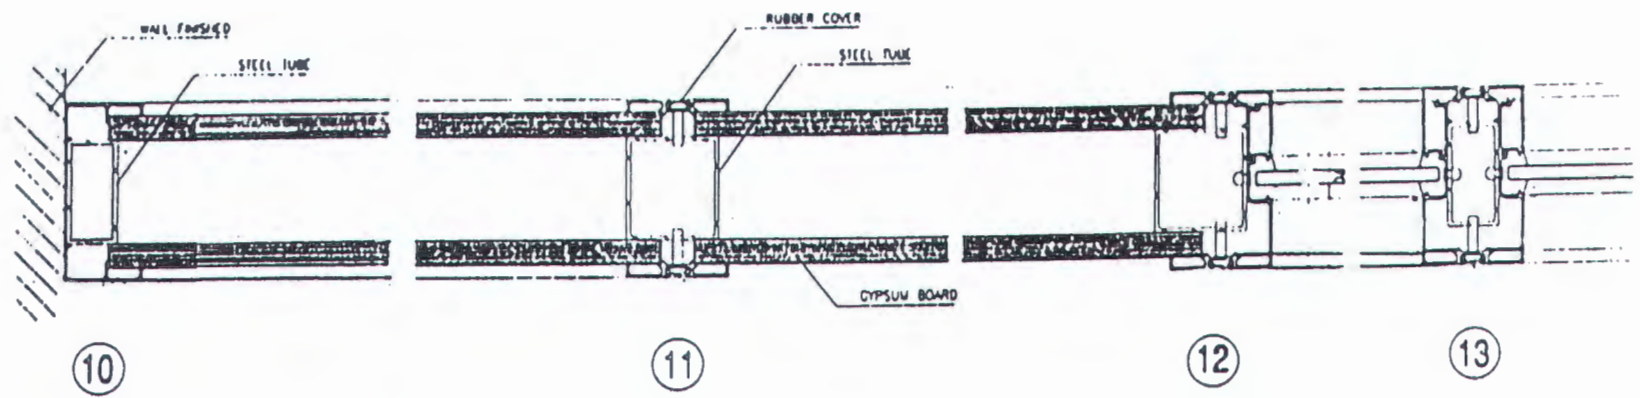 RUBBER COVER
WALL FINISHED
STEEL TUBE
STEEL TUBE
GYPSUM BOARD
10
11
12
13